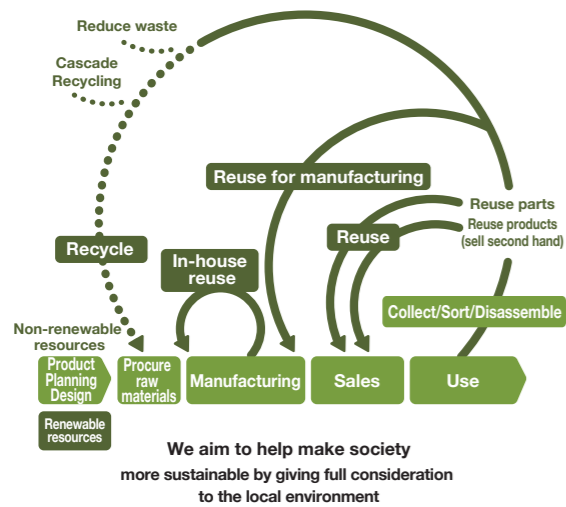 Reduce waste
Cascade
Recycling
Reuse for manufacturing
Reuse parts
Reuse products
(sell second hand)
Reuse
Recycle
In-house
reuse
Collect/Sort/Disassemble
Non-renewable
resources
Product
Planning
Design
Procure
raw
materials
Manufacturing
Sales
Use
Renewable
resources
We aim to help make society
more sustainable by giving full consideration
to the local environment